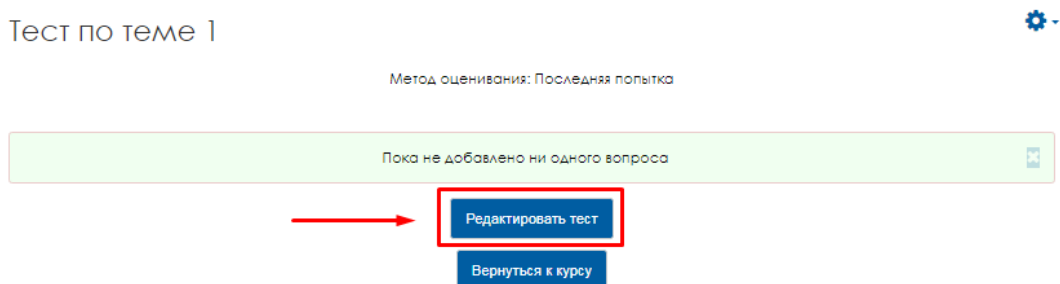 Тест по теме 1
Метод оценивания: Последняя попытка
Пока не добавлено ни одного вопроса
Редактировать тест
Вернуться к курсу